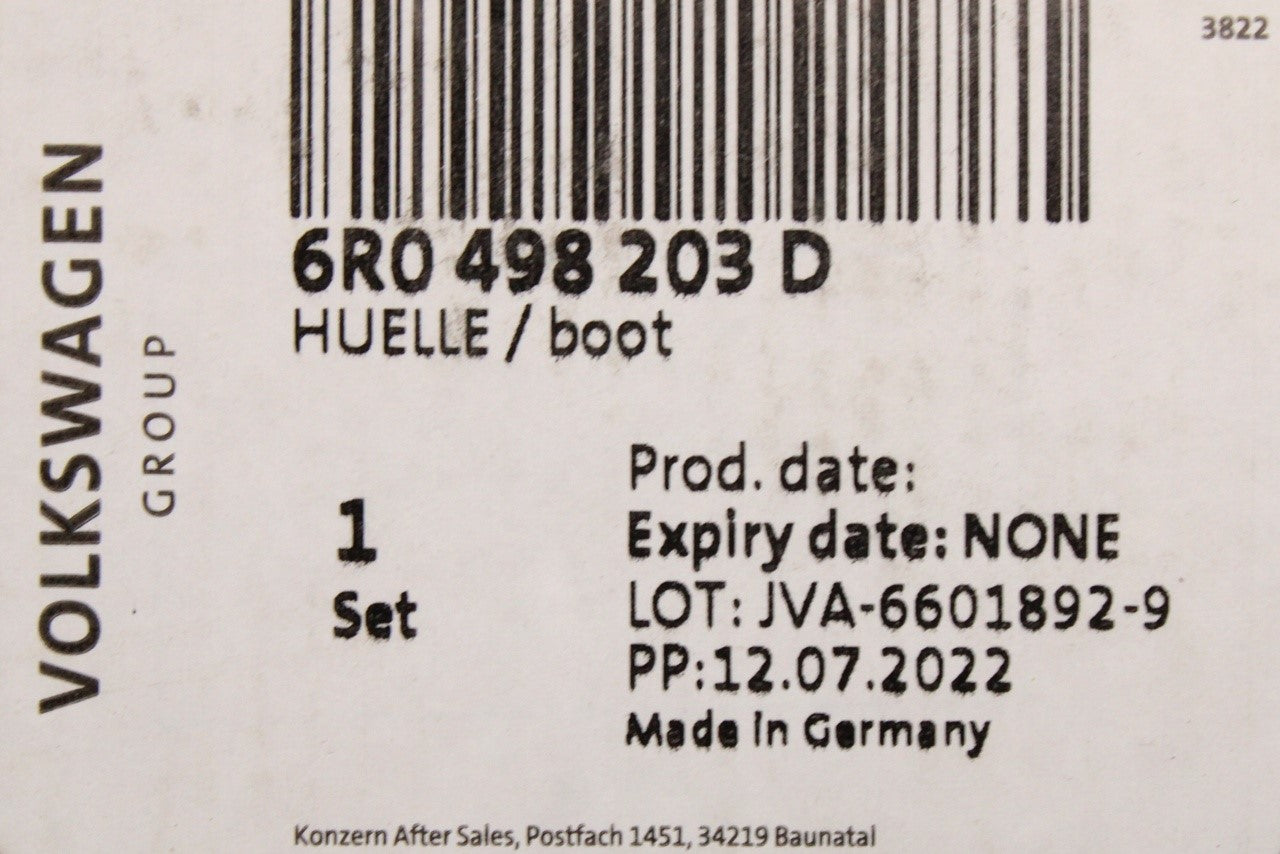 3822
VOLKSWAGEN
GROUP
6R0 498 203 D
HUELLE / boot
1
Set
Prod. date:
Expiry date: NONE
LOT: JVA-6601892-9
PP:12.07.2022
Made in Germany
Konzern After Sales, Postfach 1451, 34219 Baunatal